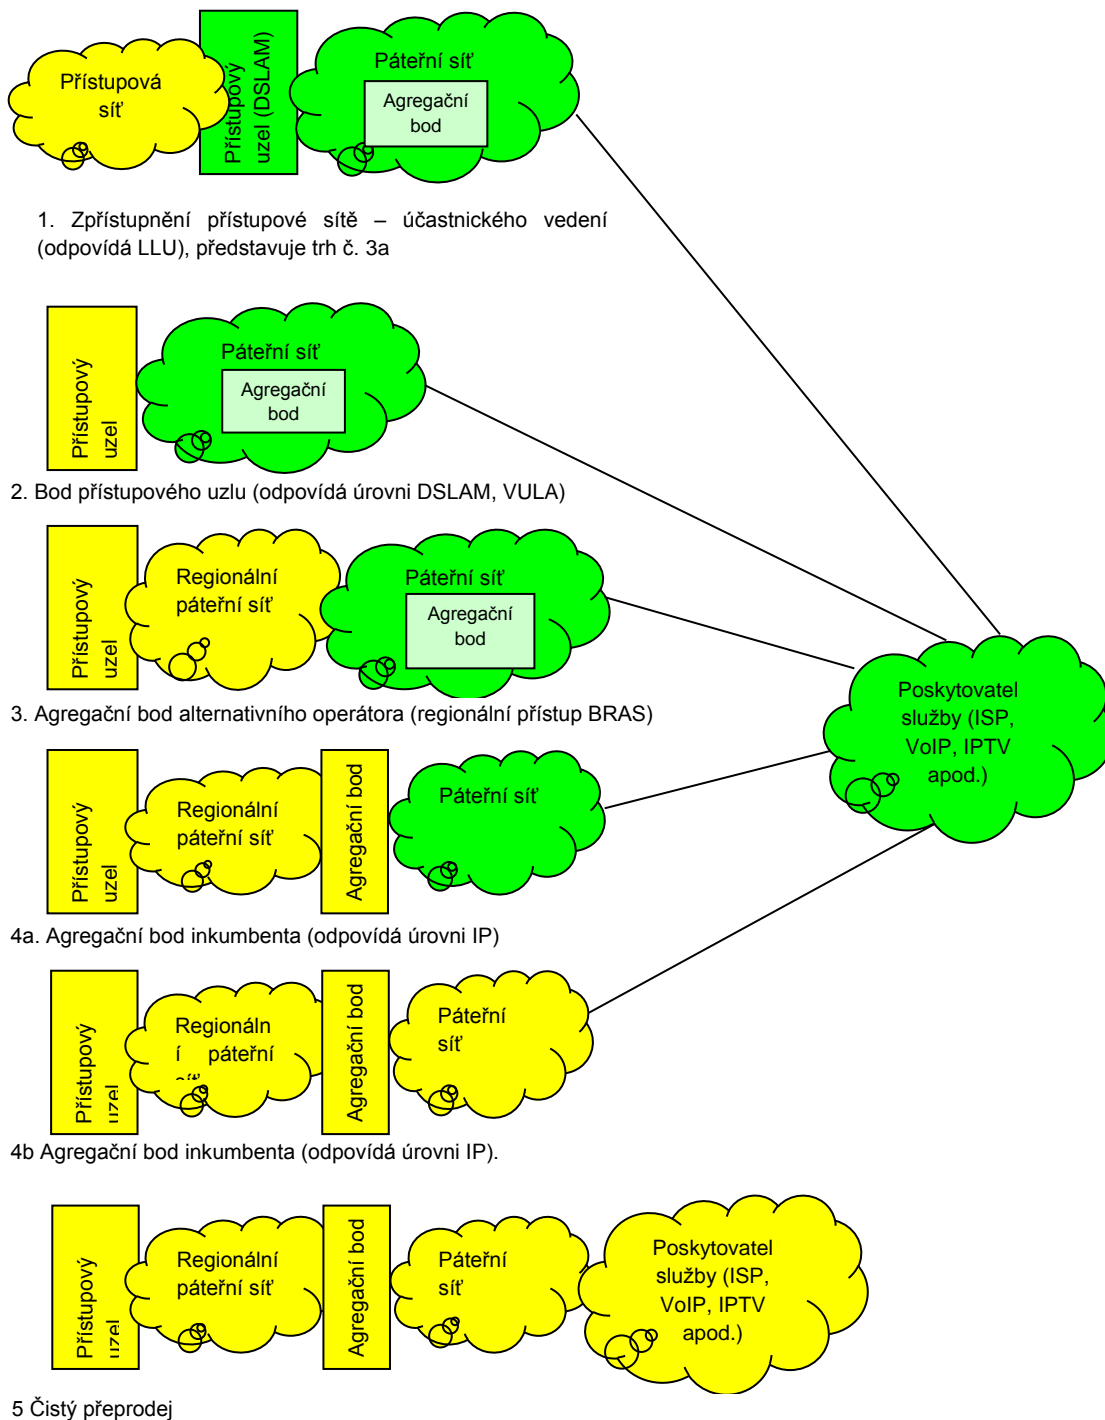 Přístupová
síť
Přístupový
uzel (DSLAM)
Páteřní síť
Agregační
bod
1. Zpřístupnění přístupové sítě – účastnického vedení
(odpovídá LLU), představuje trh č. 3a
Přístupový
uzel
Páteřní síť
Agregační
bod
2. Bod přístupového uzlu (odpovídá úrovni DSLAM, VULA)
Přístupový
uzel
Regionální
páteřní síť
Páteřní síť
Agregační
bod
Poskytovatel
služby (ISP,
VoIP, IPTV
apod.)
3. Agregační bod alternativního operátora (regionální přístup BRAS)
Přístupový
uzel
Regionální
páteřní síť
Agregační bod
Páteřní síť
4a. Agregační bod inkumbenta (odpovídá úrovni IP)
Přístupový
uzel
Regionáln
í páteřní
síť
Agregační bod
Páteřní
síť
4b Agregační bod inkumbenta (odpovídá úrovni IP).
Přístupový
uzel
Regionální
páteřní síť
Agregační bod
Páteřní
síť
Poskytovatel
služby (ISP,
VoIP, IPTV
apod.)
5 Čistý přeprodej